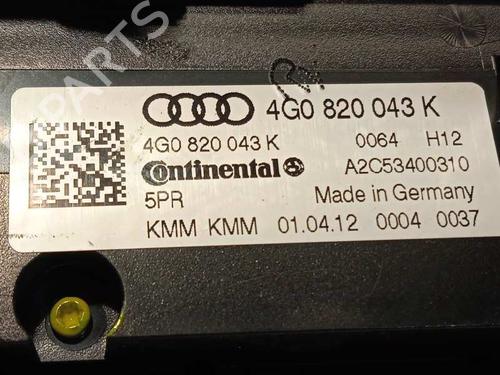 PARTS
4G0 820 043 K
4G0 820 043 K 0064 H12
Continental A2C53400310
5PR Made in Germany
KMM KMM 01.04.12 0004 0037